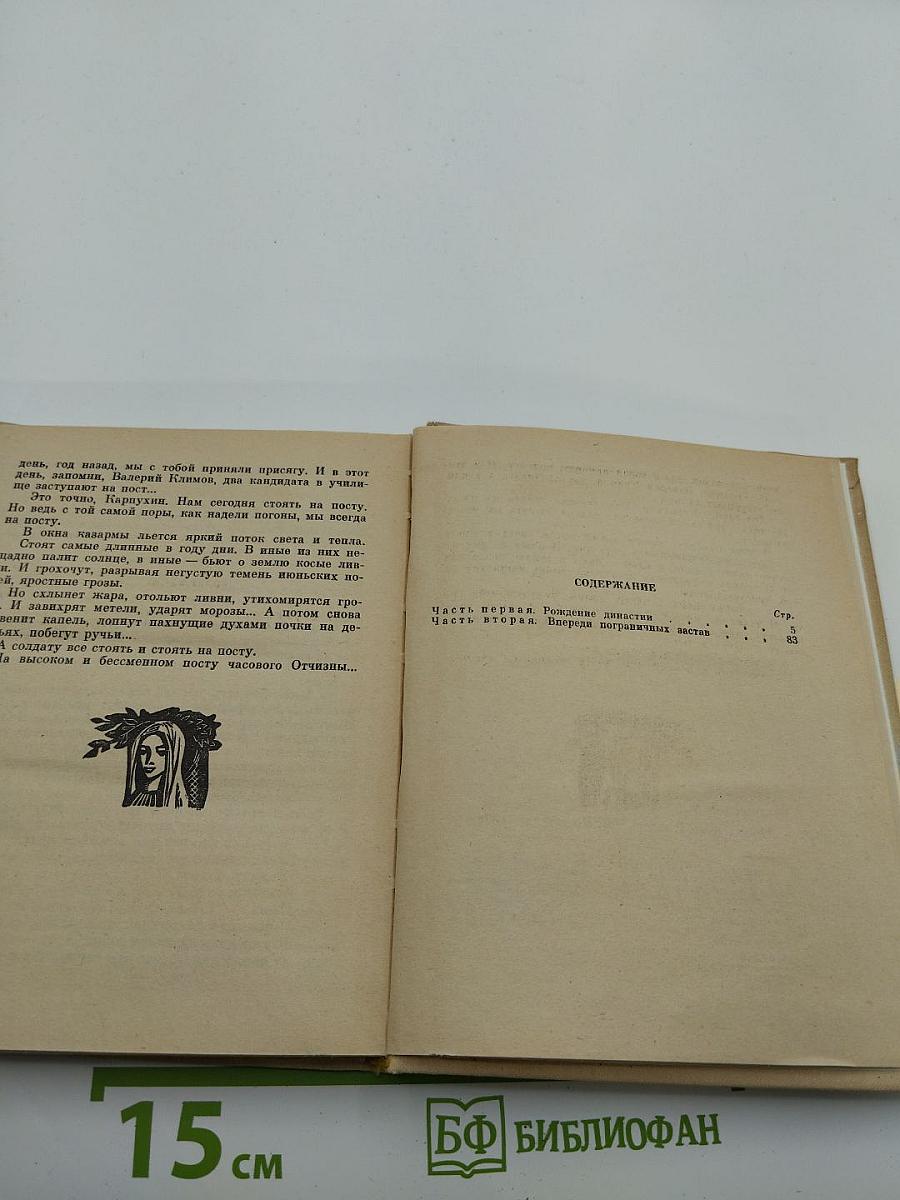 день, год назад, мы с тобой приняли присягу. И в этот
день, запомни, Валерий Климов, два кандидата в учили-
ще заступают на пост...
Это точно, Карпухин. Нам сегодня стоять на посту.
Но ведь с той самой поры, как надели погоны, мы всегда
на посту.
В окна казармы льется яркий поток света и тепла.
Стоят самые длинные в году дни. В иные из них не-
щадно палит солнце, в иные — бьют о землю косые лив-
и. И грохочут, разрывая негустую темень июньских но-
ей, яростные грозы.
Но схлынет жара, отольют ливни, утихомирятся гро-
. И завихрят метели, ударят морозы... А потом снова
венит капель, лопнут пахнущие духами почки на де-
ьях, побегут ручьи...
А солдату все стоять и стоять на посту.
На высоком и бессменном посту часового Отчизны...
СОДЕРЖАНИЕ
Стр.
Часть первая. Рождение династии . . . . . . 5
Часть вторая. Впереди пограничных застав . . . 83
15 см
БФ БИБЛИОФАН